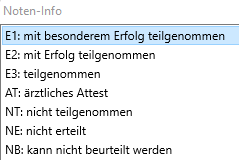 Noten-Info
E1: mit besonderem Erfolg teilgenommen
E2: mit Erfolg teilgenommen
E3: teilgenommen
AT: ärztliches Attest
NT: nicht teilgenommen
NE: nicht erteilt
NB: kann nicht beurteilt werden